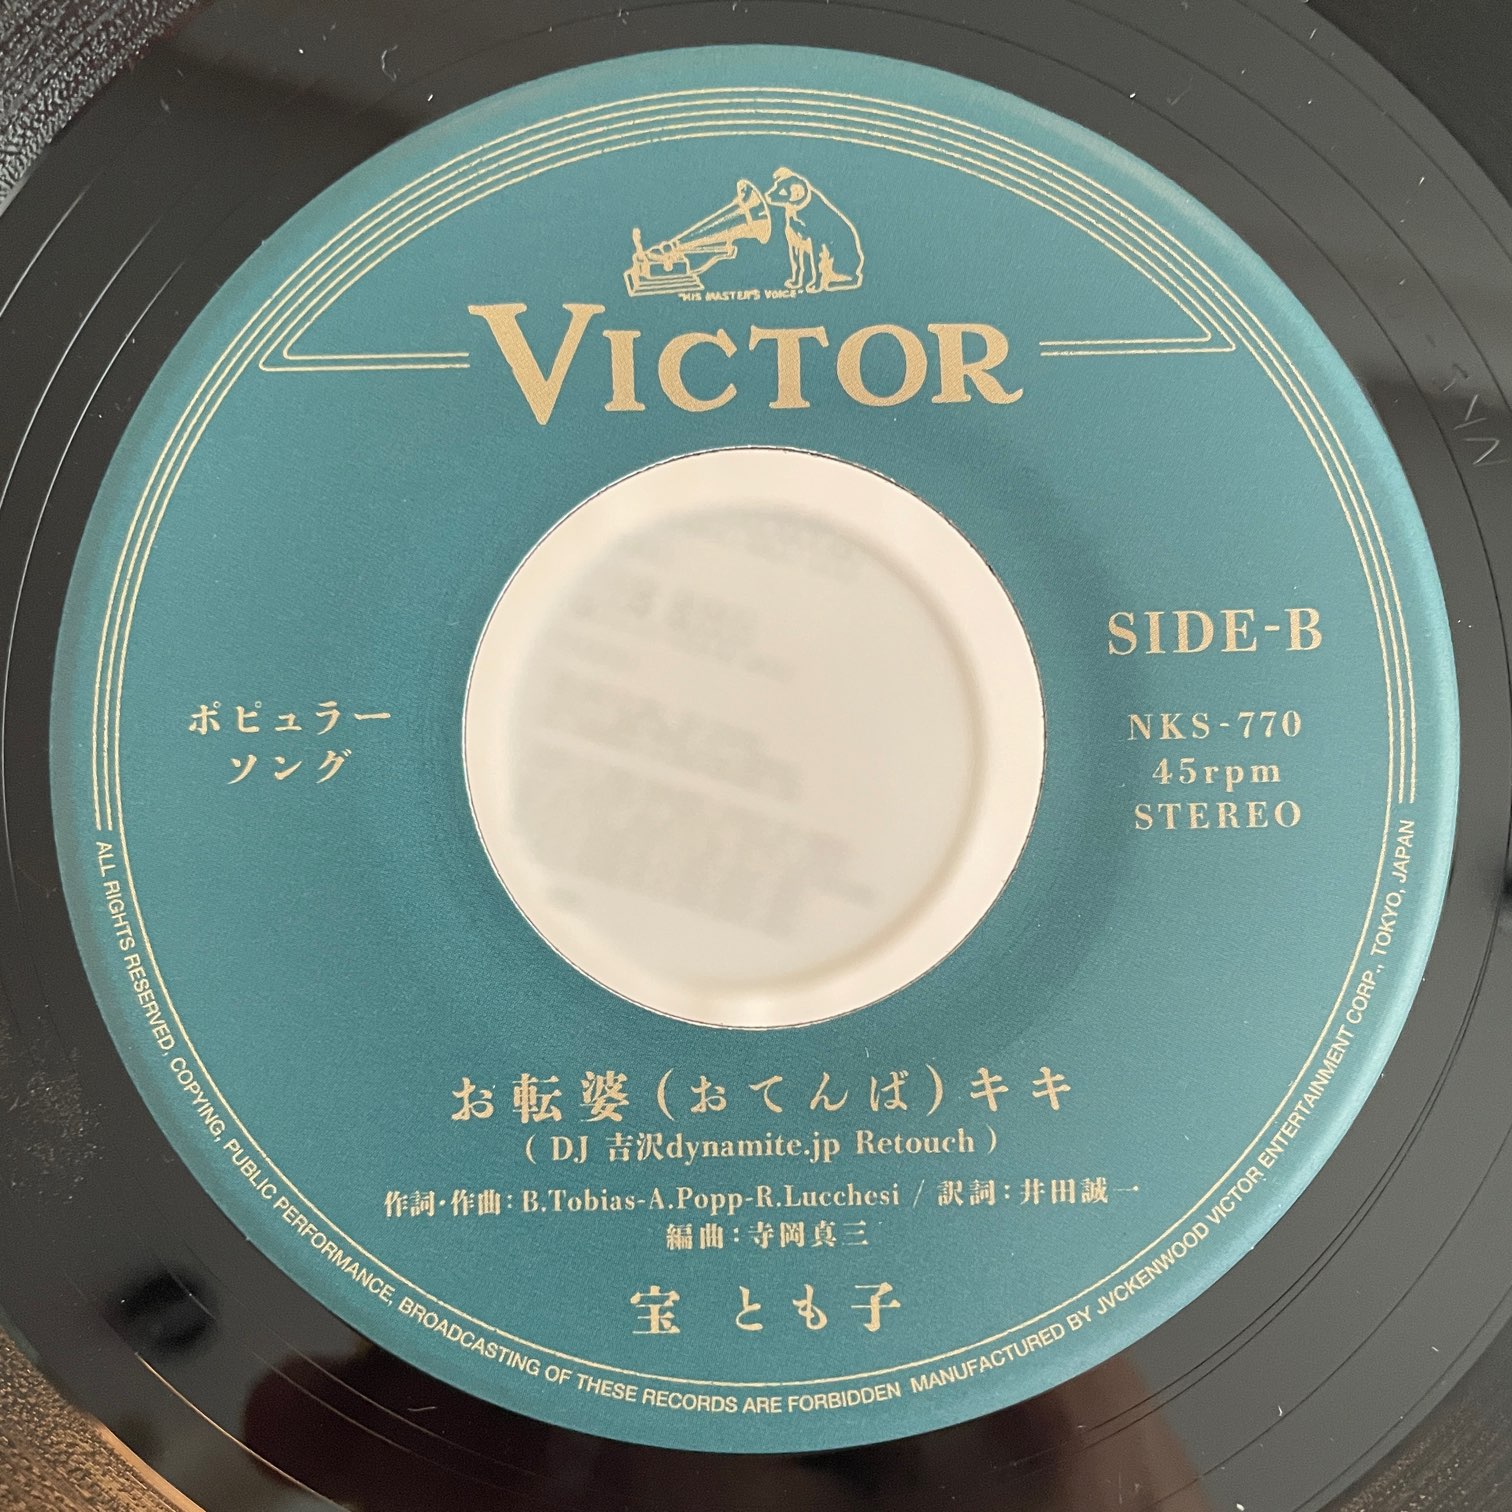 "HIS MASTER'S VOICE"
VICTOR
SIDE-B
NKS-770
45rpm
STEREO
ポピュラー
ソング
お転婆(おてんば)キキ
( DJ 吉沢dynamite.jp Retouch )
作詞・作曲:B.Tobias-A.Popp-R.Lucchesi / 訳詞:井田誠一
編曲:寺岡真三
宝 とも子
ALL RIGHTS RESERVED, COPYING, PUBLIC PERFORMANCE, BROADCASTING OF THESE RECORDS ARE FORBIDDEN MANUFACTURED BY JVCKENWOOD VICTOR ENTERTAINMENT CORP., TOKYO, JAPAN